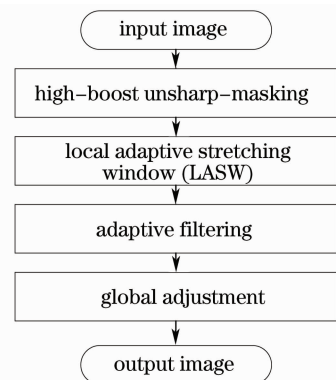 input image
high-boost unsharp-masking
local adaptive stretching
window (LASW)
adaptive filtering
global adjustment
output image